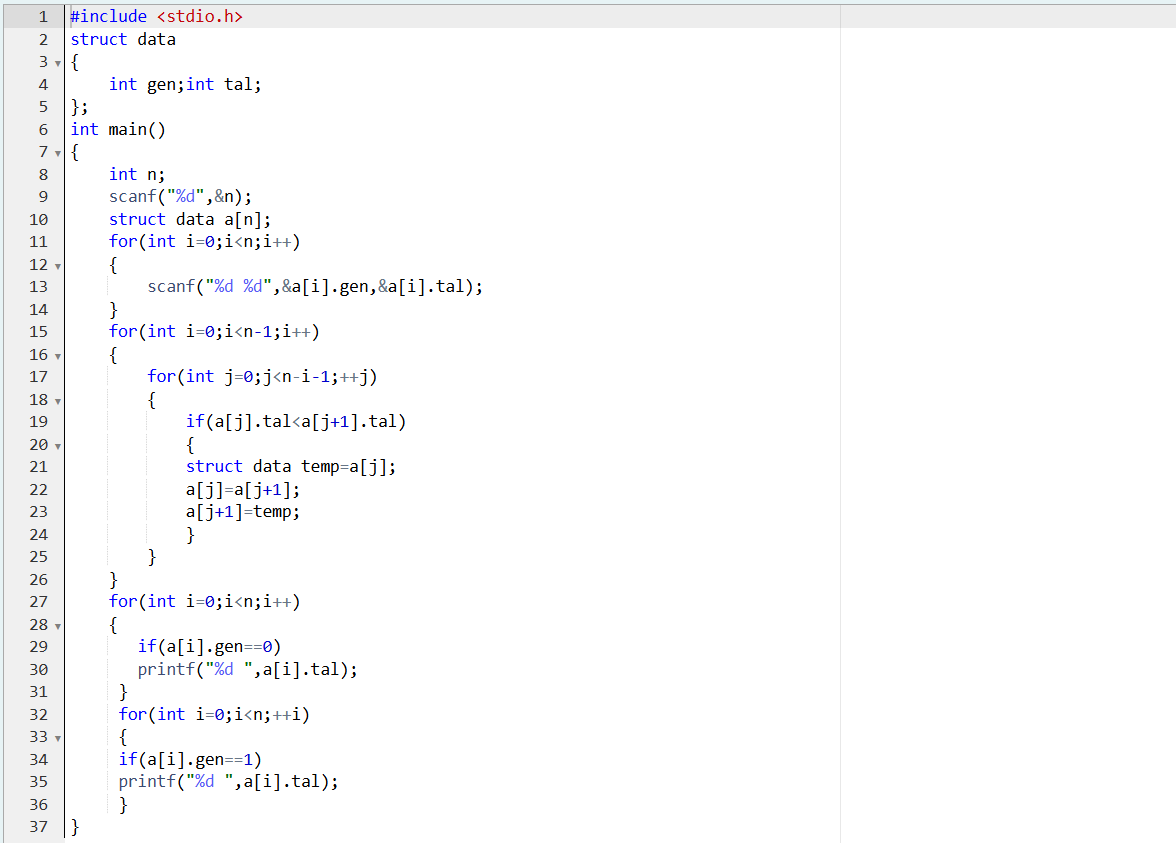 1 #include <stdio.h>
2 struct data
3 {
4     int gen;int tal;
5 };
6 int main()
7 {
8     int n;
9     scanf("%d",&n);
10     struct data a[n];
11     for(int i=0;i<n;i++)
12     {
13         scanf("%d %d",&a[i].gen,&a[i].tal);
14     }
15     for(int i=0;i<n-1;i++)
16     {
17         for(int j=0;j<n-i-1;++j)
18         {
19             if(a[j].tal<a[j+1].tal)
20             {
21             struct data temp=a[j];
22             a[j]=a[j+1];
23             a[j+1]=temp;
24             }
25         }
26     }
27     for(int i=0;i<n;i++)
28     {
29        if(a[i].gen==0)
30        printf("%d ",a[i].tal);
31      }
32      for(int i=0;i<n;++i)
33      {
34      if(a[i].gen==1)
35      printf("%d ",a[i].tal);
36      }
37 }